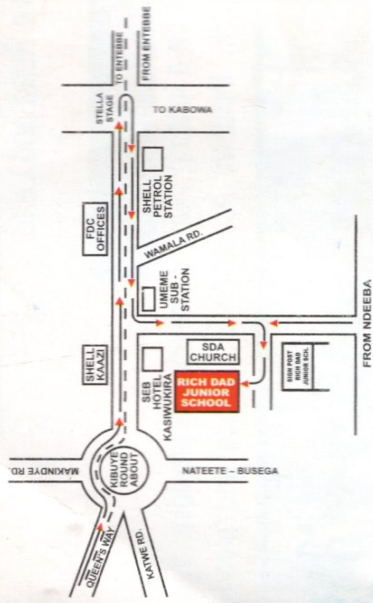 TO ENTEBBE
FROM ENTEBBE
STELLA
STAGE
TO KABOWA
FDC
OFFICES
SHELL
PETROL
STATION
WAMALA RD.
UMEME
SUB -
STATION
SHELL
KAAZI
SEB
HOTEL
KASIWUKIRA
SDA
CHURCH
RICH DAD
JUNIOR
SCHOOL
SIGN POST
RICH DAD
JUNIOR SCH.
FROM NDEEBA
MAKINDYE RD.
KIBUYE
ROUND
ABOUT
NATEETE – BUSEGA
QUEEN'S WAY
KATWE RD.